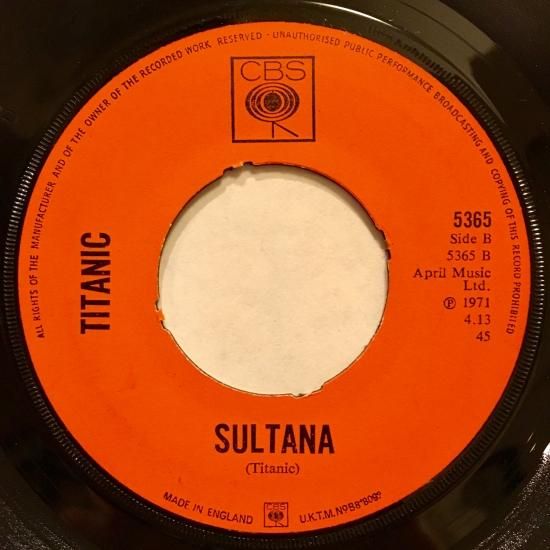 ALL RIGHTS OF THE MANUFACTURER AND OF THE OWNER OF THE RECORDED WORK RESERVED - UNAUTHORISED PUBLIC PERFORMANCE BROADCASTING AND COPYING OF THIS RECORD PROHIBITED
CBS
TITANIC
5365
Side B
5365 B
April Music
Ltd.
℗ 1971
4.13
45
SULTANA
(Titanic)
MADE IN ENGLAND
CBS
U.K.T.M. No